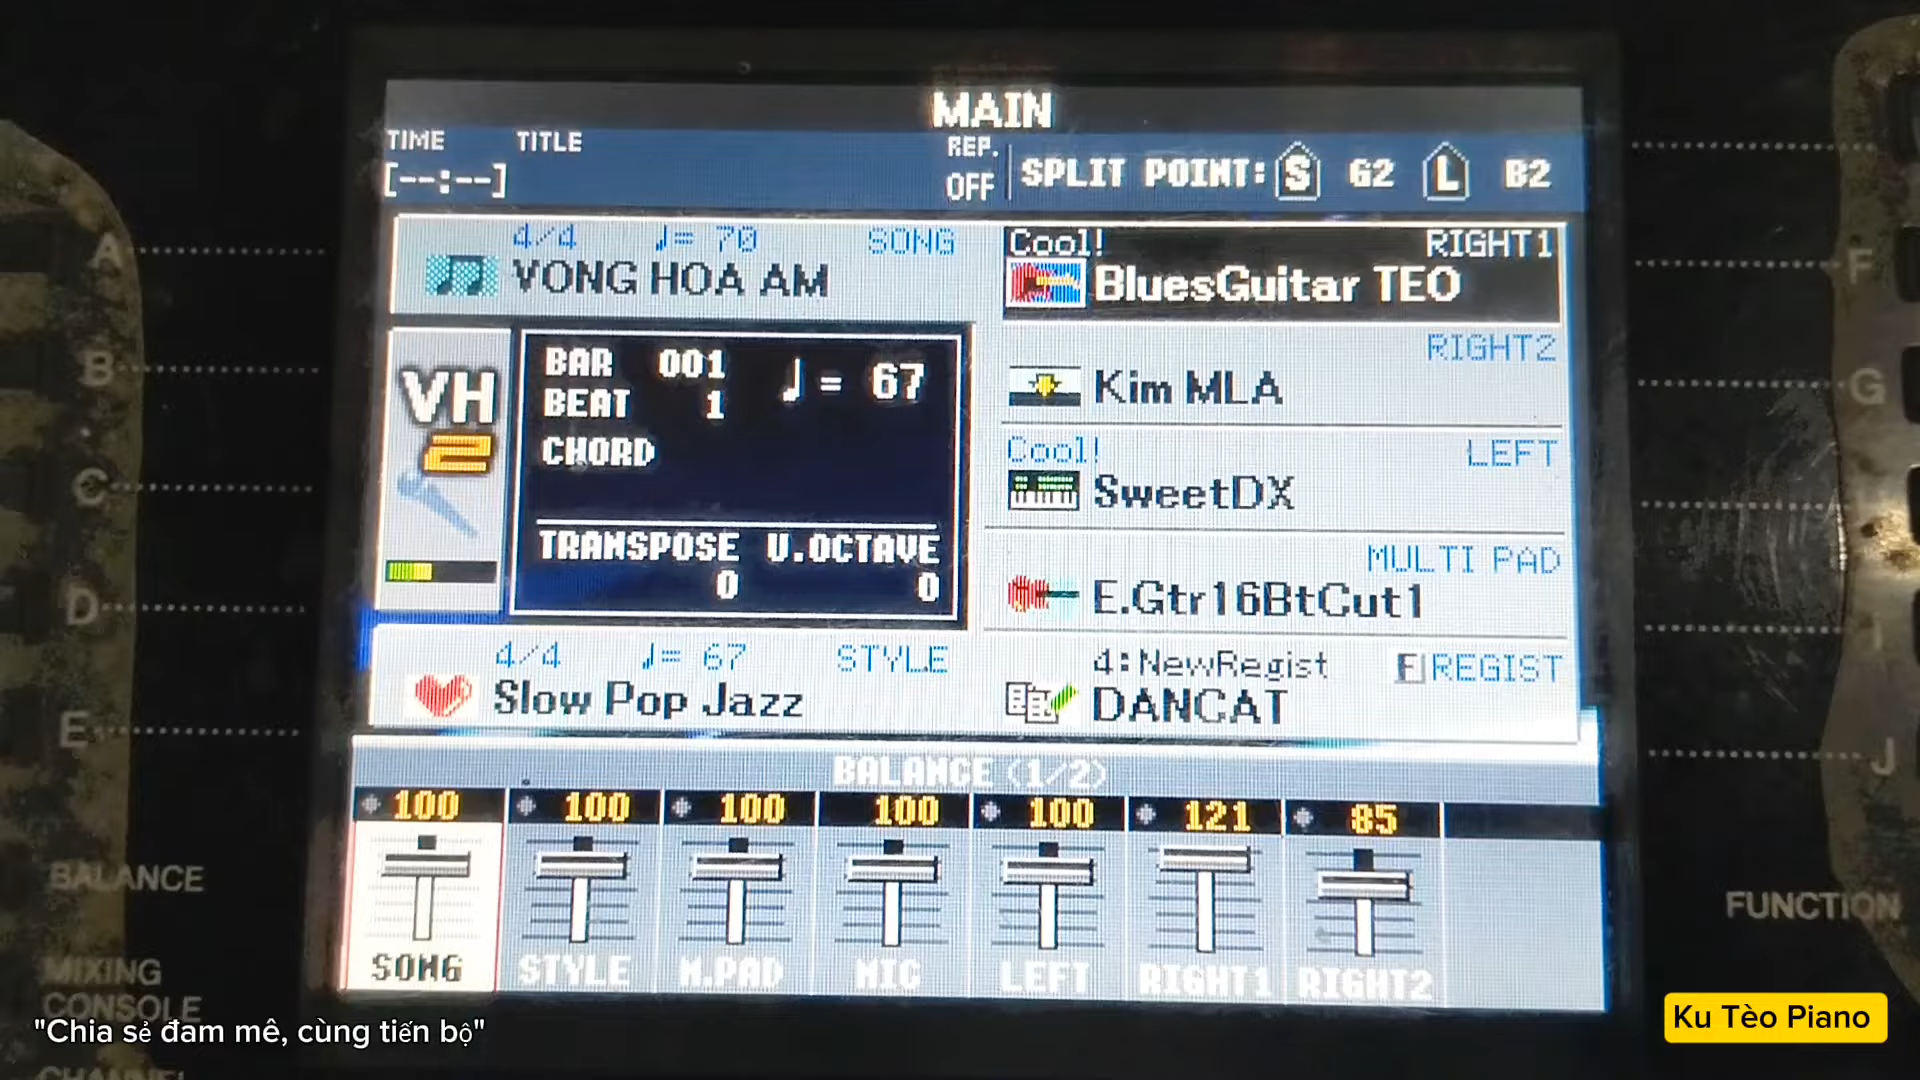 MAIN
TIME TITLE REP.
[--:--] OFF SPLIT POINT: S G2 L B2
4/4 ♩= 70 SONG
VONG HOA AM
Cool! RIGHT1
BluesGuitar TEO
RIGHT2
Kim MLA
Cool! LEFT
SweetDX
MULTI PAD
E.Gtr16BtCut1
4:NewRegist F REGIST
DANCAT
VH
2
BAR 001 ♩= 67
BEAT 1
CHORD
TRANSPOSE U.OCTAVE
0 0
4/4 ♩= 67 STYLE
Slow Pop Jazz
BALANCE (1/2)
100 100 100 100 100 121 85
SONG STYLE M.PAD MIC LEFT RIGHT1 RIGHT2
A
B
C
D
E
F
G
I
J
BALANCE
MIXING
CONSOLE
CHANNEL
FUNCTION
"Chia sẻ đam mê, cùng tiến bộ"
Ku Tèo Piano